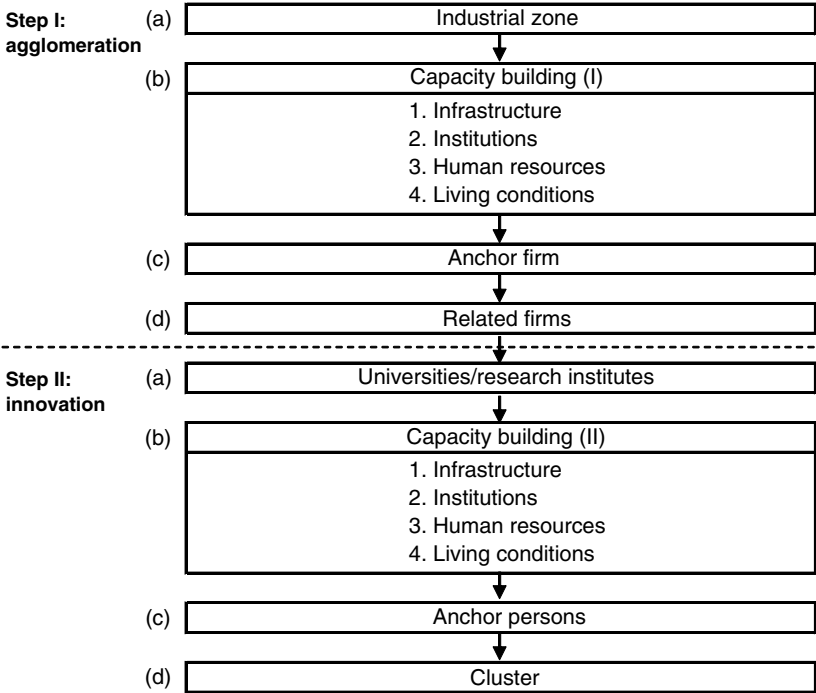 Step I:
agglomeration
(a) Industrial zone
(b) Capacity building (I)
1. Infrastructure
2. Institutions
3. Human resources
4. Living conditions
(c) Anchor firm
(d) Related firms
Step II:
innovation
(a) Universities/research institutes
(b) Capacity building (II)
1. Infrastructure
2. Institutions
3. Human resources
4. Living conditions
(c) Anchor persons
(d) Cluster